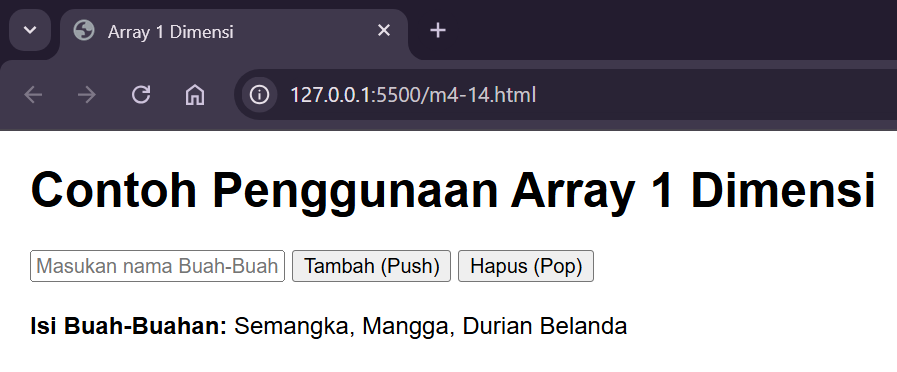 Array 1 Dimensi
127.0.0.1:5500/m4-14.html
Contoh Penggunaan Array 1 Dimensi
Masukan nama Buah-Buah Tambah (Push) Hapus (Pop)
Isi Buah-Buahan: Semangka, Mangga, Durian Belanda